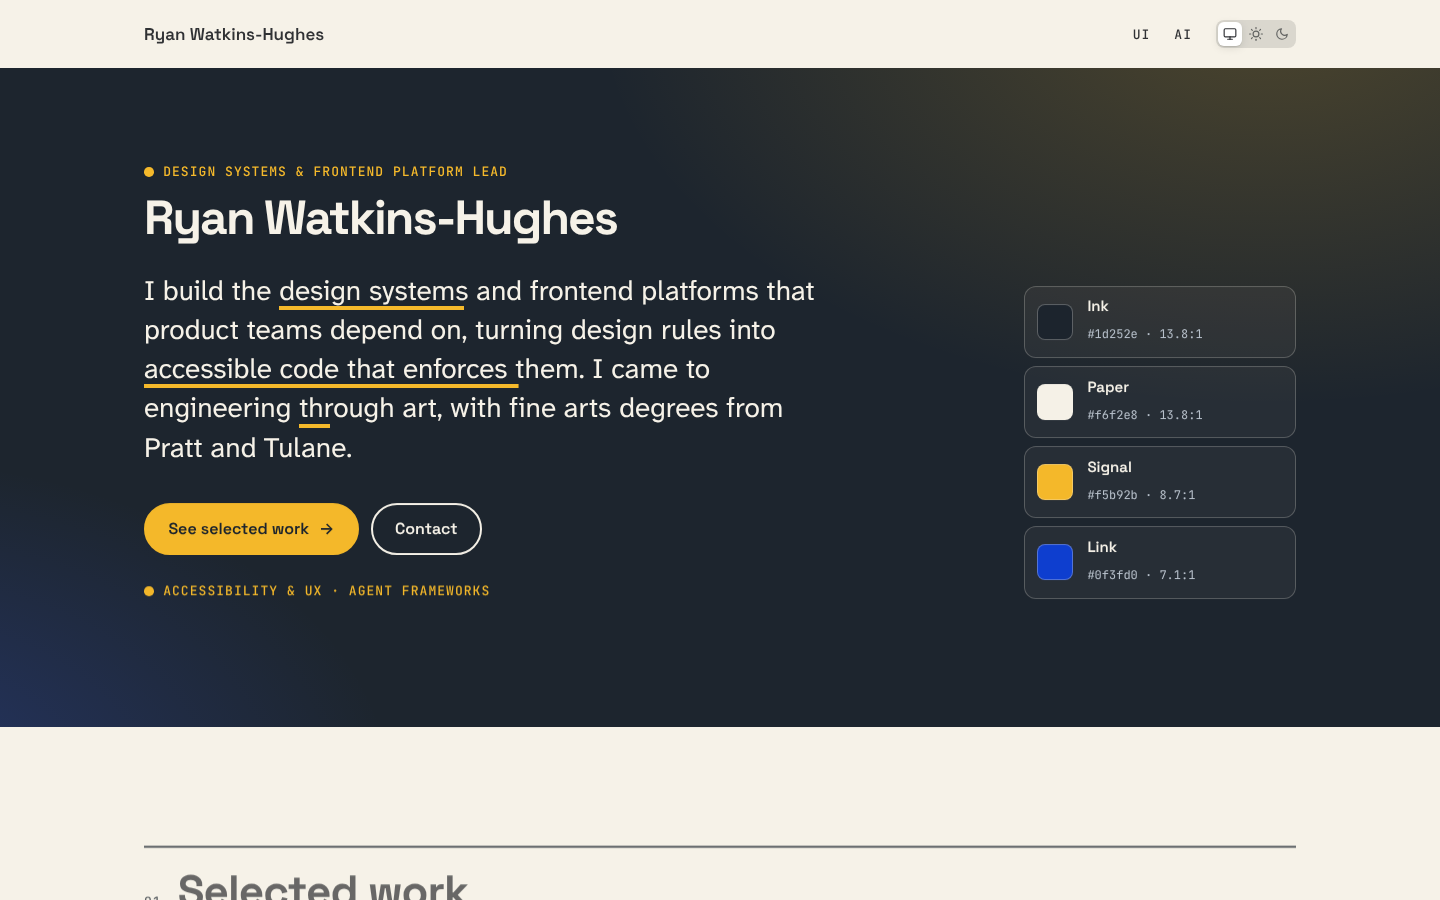 Ryan Watkins-Hughes
UI AI
DESIGN SYSTEMS & FRONTEND PLATFORM LEAD
Ryan Watkins-Hughes
I build the design systems and frontend platforms that
product teams depend on, turning design rules into
accessible code that enforces them. I came to
engineering through art, with fine arts degrees from
Pratt and Tulane.
See selected work →
Contact
ACCESSIBILITY & UX · AGENT FRAMEWORKS
Ink
#1d252e · 13.8:1
Paper
#f6f2e8 · 13.8:1
Signal
#f5b92b · 8.7:1
Link
#0f3fd0 · 7.1:1
01 Selected work